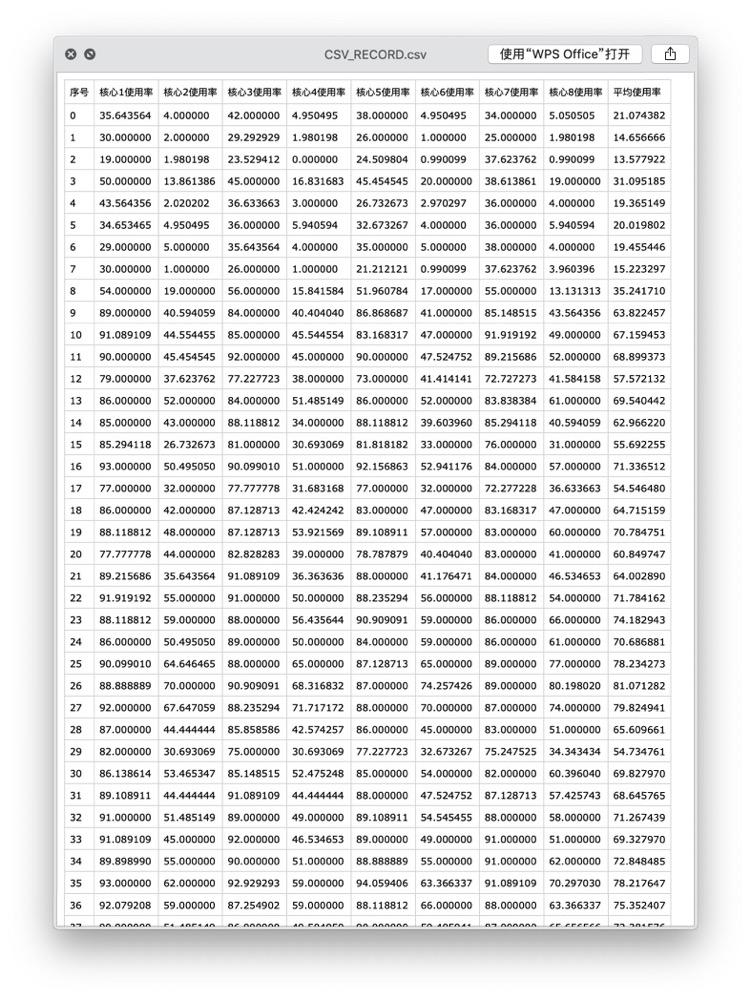 CSV_RECORD.csv 使用“WPS Office”打开
序号 核心1使用率 核心2使用率 核心3使用率 核心4使用率 核心5使用率 核心6使用率 核心7使用率 核心8使用率 平均使用率
0 35.643564 4.000000 42.000000 4.950495 38.000000 4.950495 34.000000 5.050505 21.074382
1 30.000000 2.000000 29.292929 1.980198 26.000000 1.000000 25.000000 1.980198 14.656666
2 19.000000 1.980198 23.529412 0.000000 24.509804 0.990099 37.623762 0.990099 13.577922
3 50.000000 13.861386 45.000000 16.831683 45.454545 20.000000 38.613861 19.000000 31.095185
4 43.564356 2.020202 36.633663 3.000000 26.732673 2.970297 36.000000 4.000000 19.365149
5 34.653465 4.950495 36.000000 5.940594 32.673267 4.000000 36.000000 5.940594 20.019802
6 29.000000 5.000000 35.643564 4.000000 35.000000 5.000000 38.000000 4.000000 19.455446
7 30.000000 1.000000 26.000000 1.000000 21.212121 0.990099 37.623762 3.960396 15.223297
8 54.000000 19.000000 56.000000 15.841584 51.960784 17.000000 55.000000 13.131313 35.241710
9 89.000000 40.594059 84.000000 40.404040 86.868687 41.000000 85.148515 43.564356 63.822457
10 91.089109 44.554455 85.000000 45.544554 83.168317 47.000000 91.919192 49.000000 67.159453
11 90.000000 45.454545 92.000000 45.000000 90.000000 47.524752 89.215686 52.000000 68.899373
12 79.000000 37.623762 77.227723 38.000000 73.000000 41.414141 72.727273 41.584158 57.572132
13 86.000000 52.000000 84.000000 51.485149 86.000000 52.000000 83.838384 61.000000 69.540442
14 85.000000 43.000000 88.118812 34.000000 88.118812 39.603960 85.294118 40.594059 62.966220
15 85.294118 26.732673 81.000000 30.693069 81.818182 33.000000 76.000000 31.000000 55.692255
16 93.000000 50.495050 90.099010 51.000000 92.156863 52.941176 84.000000 57.000000 71.336512
17 77.000000 32.000000 77.777778 31.683168 77.000000 32.000000 72.277228 36.633663 54.546480
18 86.000000 42.000000 87.128713 42.424242 83.000000 47.000000 83.168317 47.000000 64.715159
19 88.118812 48.000000 87.128713 53.921569 89.108911 57.000000 83.000000 60.000000 70.784751
20 77.777778 44.000000 82.828283 39.000000 78.787879 40.404040 83.000000 41.000000 60.849747
21 89.215686 35.643564 91.089109 36.363636 88.000000 41.176471 84.000000 46.534653 64.002890
22 91.919192 55.000000 91.000000 50.000000 88.235294 56.000000 88.118812 54.000000 71.784162
23 88.118812 59.000000 88.000000 56.435644 90.909091 59.000000 86.000000 66.000000 74.182943
24 86.000000 50.495050 89.000000 50.000000 84.000000 59.000000 86.000000 61.000000 70.686881
25 90.099010 64.646465 88.000000 65.000000 87.128713 65.000000 89.000000 77.000000 78.234273
26 88.888889 70.000000 90.909091 68.316832 87.000000 74.257426 89.000000 80.198020 81.071282
27 92.000000 67.647059 88.235294 71.717172 88.000000 70.000000 87.000000 74.000000 79.824941
28 87.000000 44.444444 85.858586 42.574257 86.000000 45.000000 83.000000 51.000000 65.609661
29 82.000000 30.693069 75.000000 30.693069 77.227723 32.673267 75.247525 34.343434 54.734761
30 86.138614 53.465347 85.148515 52.475248 85.000000 54.000000 82.000000 60.396040 69.827970
31 89.108911 44.444444 91.089109 44.444444 88.000000 47.524752 87.128713 57.425743 68.645765
32 91.000000 51.485149 89.000000 49.000000 89.108911 54.545455 88.000000 58.000000 71.267439
33 91.089109 45.000000 92.000000 46.534653 89.000000 49.000000 91.000000 51.000000 69.327970
34 89.898990 55.000000 90.000000 51.000000 88.888889 55.000000 91.000000 62.000000 72.848485
35 93.000000 62.000000 92.929293 59.000000 94.059406 63.366337 91.089109 70.297030 78.217647
36 92.079208 59.000000 87.254902 59.000000 88.118812 66.000000 88.000000 63.366337 75.352407